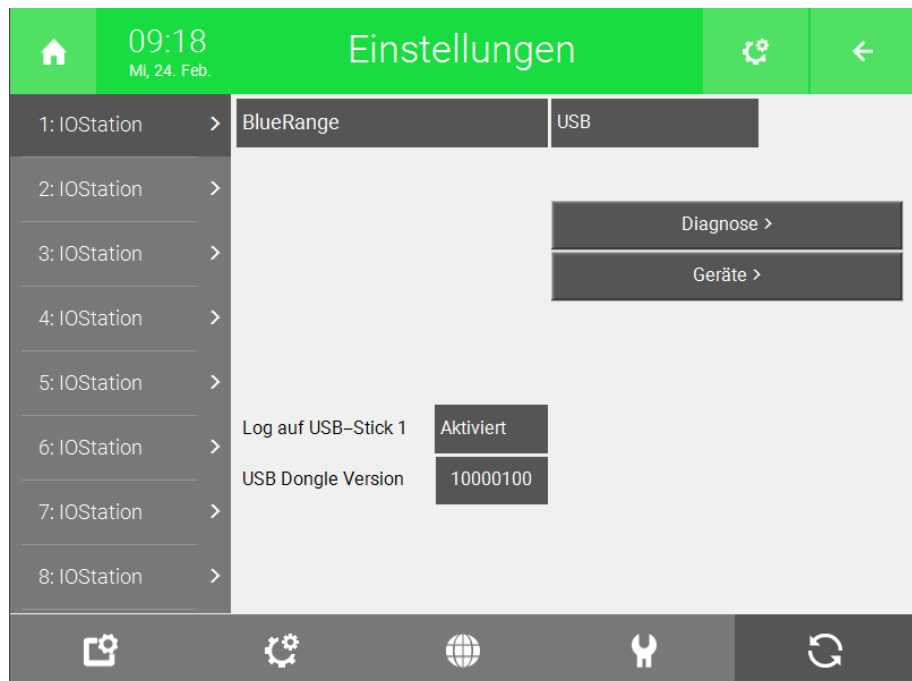 09:18
Mi, 24. Feb.
Einstellungen
1: IOStation
2: IOStation
3: IOStation
4: IOStation
5: IOStation
6: IOStation
7: IOStation
8: IOStation
BlueRange
USB
Diagnose >
Geräte >
Log auf USB–Stick 1
Aktiviert
USB Dongle Version
10000100